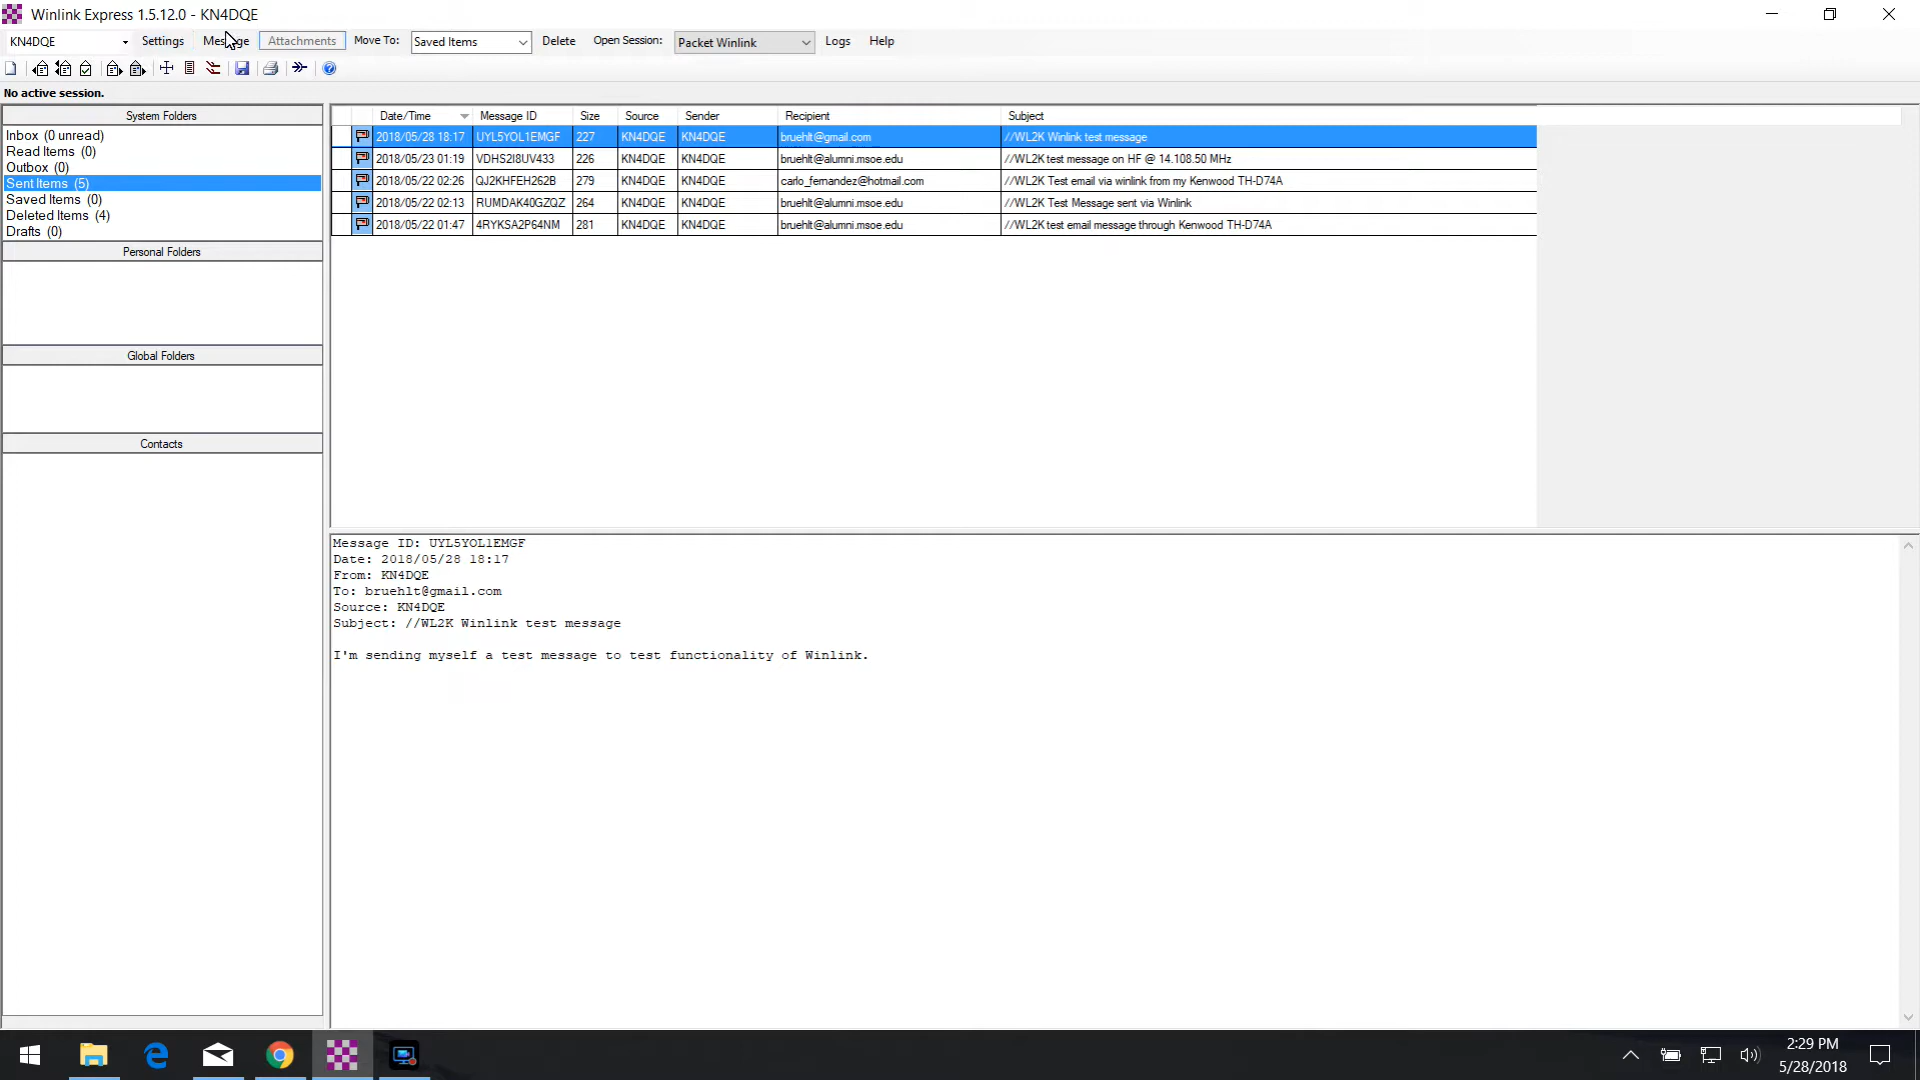 Winlink Express 1.5.12.0 - KN4DQE
KN4DQE Settings Message Attachments Move To: Saved Items Delete Open Session: Packet Winlink Logs Help
No active session.
System Folders
Inbox (0 unread)
Read Items (0)
Outbox (0)
Sent Items (5)
Saved Items (0)
Deleted Items (4)
Drafts (0)
Personal Folders
Global Folders
Contacts
Date/Time Message ID Size Source Sender Recipient Subject
2018/05/28 18:17 UYL5YOL1EMGF 227 KN4DQE KN4DQE bruehlt@gmail.com //WL2K Winlink test message
2018/05/23 01:19 VDHS2I8UV433 226 KN4DQE KN4DQE bruehlt@alumni.msoe.edu //WL2K test message on HF @ 14.108.50 MHz
2018/05/22 02:26 QJ2KHFEH262B 279 KN4DQE KN4DQE carlo_fernandez@hotmail.com //WL2K Test email via winlink from my Kenwood TH-D74A
2018/05/22 02:13 RUMDAK40GZQZ 264 KN4DQE KN4DQE bruehlt@alumni.msoe.edu //WL2K Test Message sent via Winlink
2018/05/22 01:47 4RYKSA2P64NM 281 KN4DQE KN4DQE bruehlt@alumni.msoe.edu //WL2K test email message through Kenwood TH-D74A
Message ID: UYL5YOL1EMGF
Date: 2018/05/28 18:17
From: KN4DQE
To: bruehlt@gmail.com
Source: KN4DQE
Subject: //WL2K Winlink test message
I'm sending myself a test message to test functionality of Winlink.
2:29 PM
5/28/2018